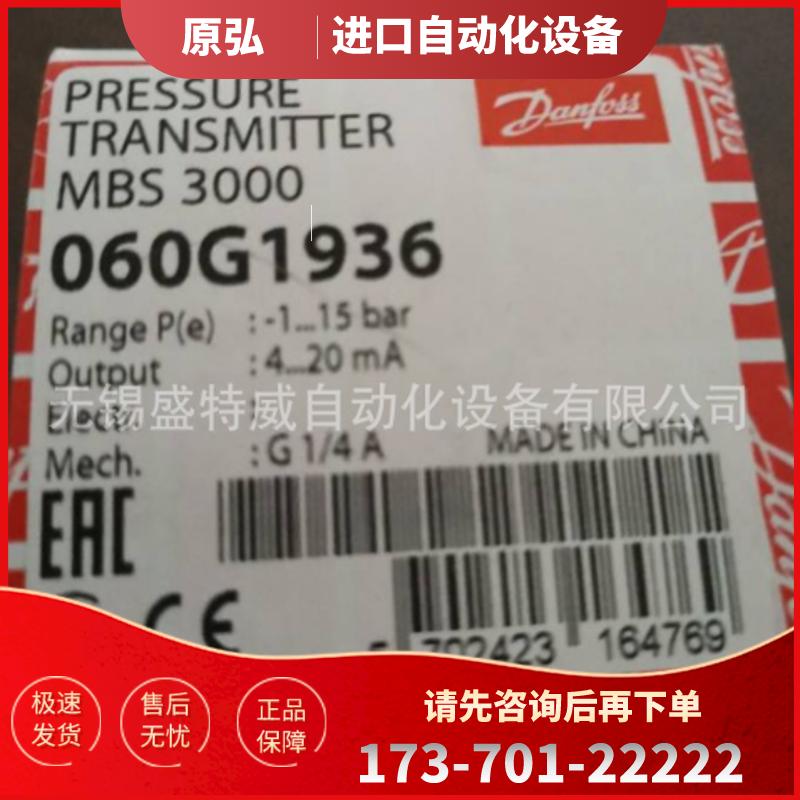 原弘 进口自动化设备
PRESSURE
TRANSMITTER
MBS 3000
Danfoss
060G1936
Range P(e) : -1...15 bar
Output : 4...20 mA
无锡盛特威自动化设备有限公司
Electr. :
Mech. : G 1/4 A
MADE IN CHINA
EAC
CE
5 702423 164769
极速
发货
售后
无忧
正品
保障
请先咨询后再下单
173-701-22222